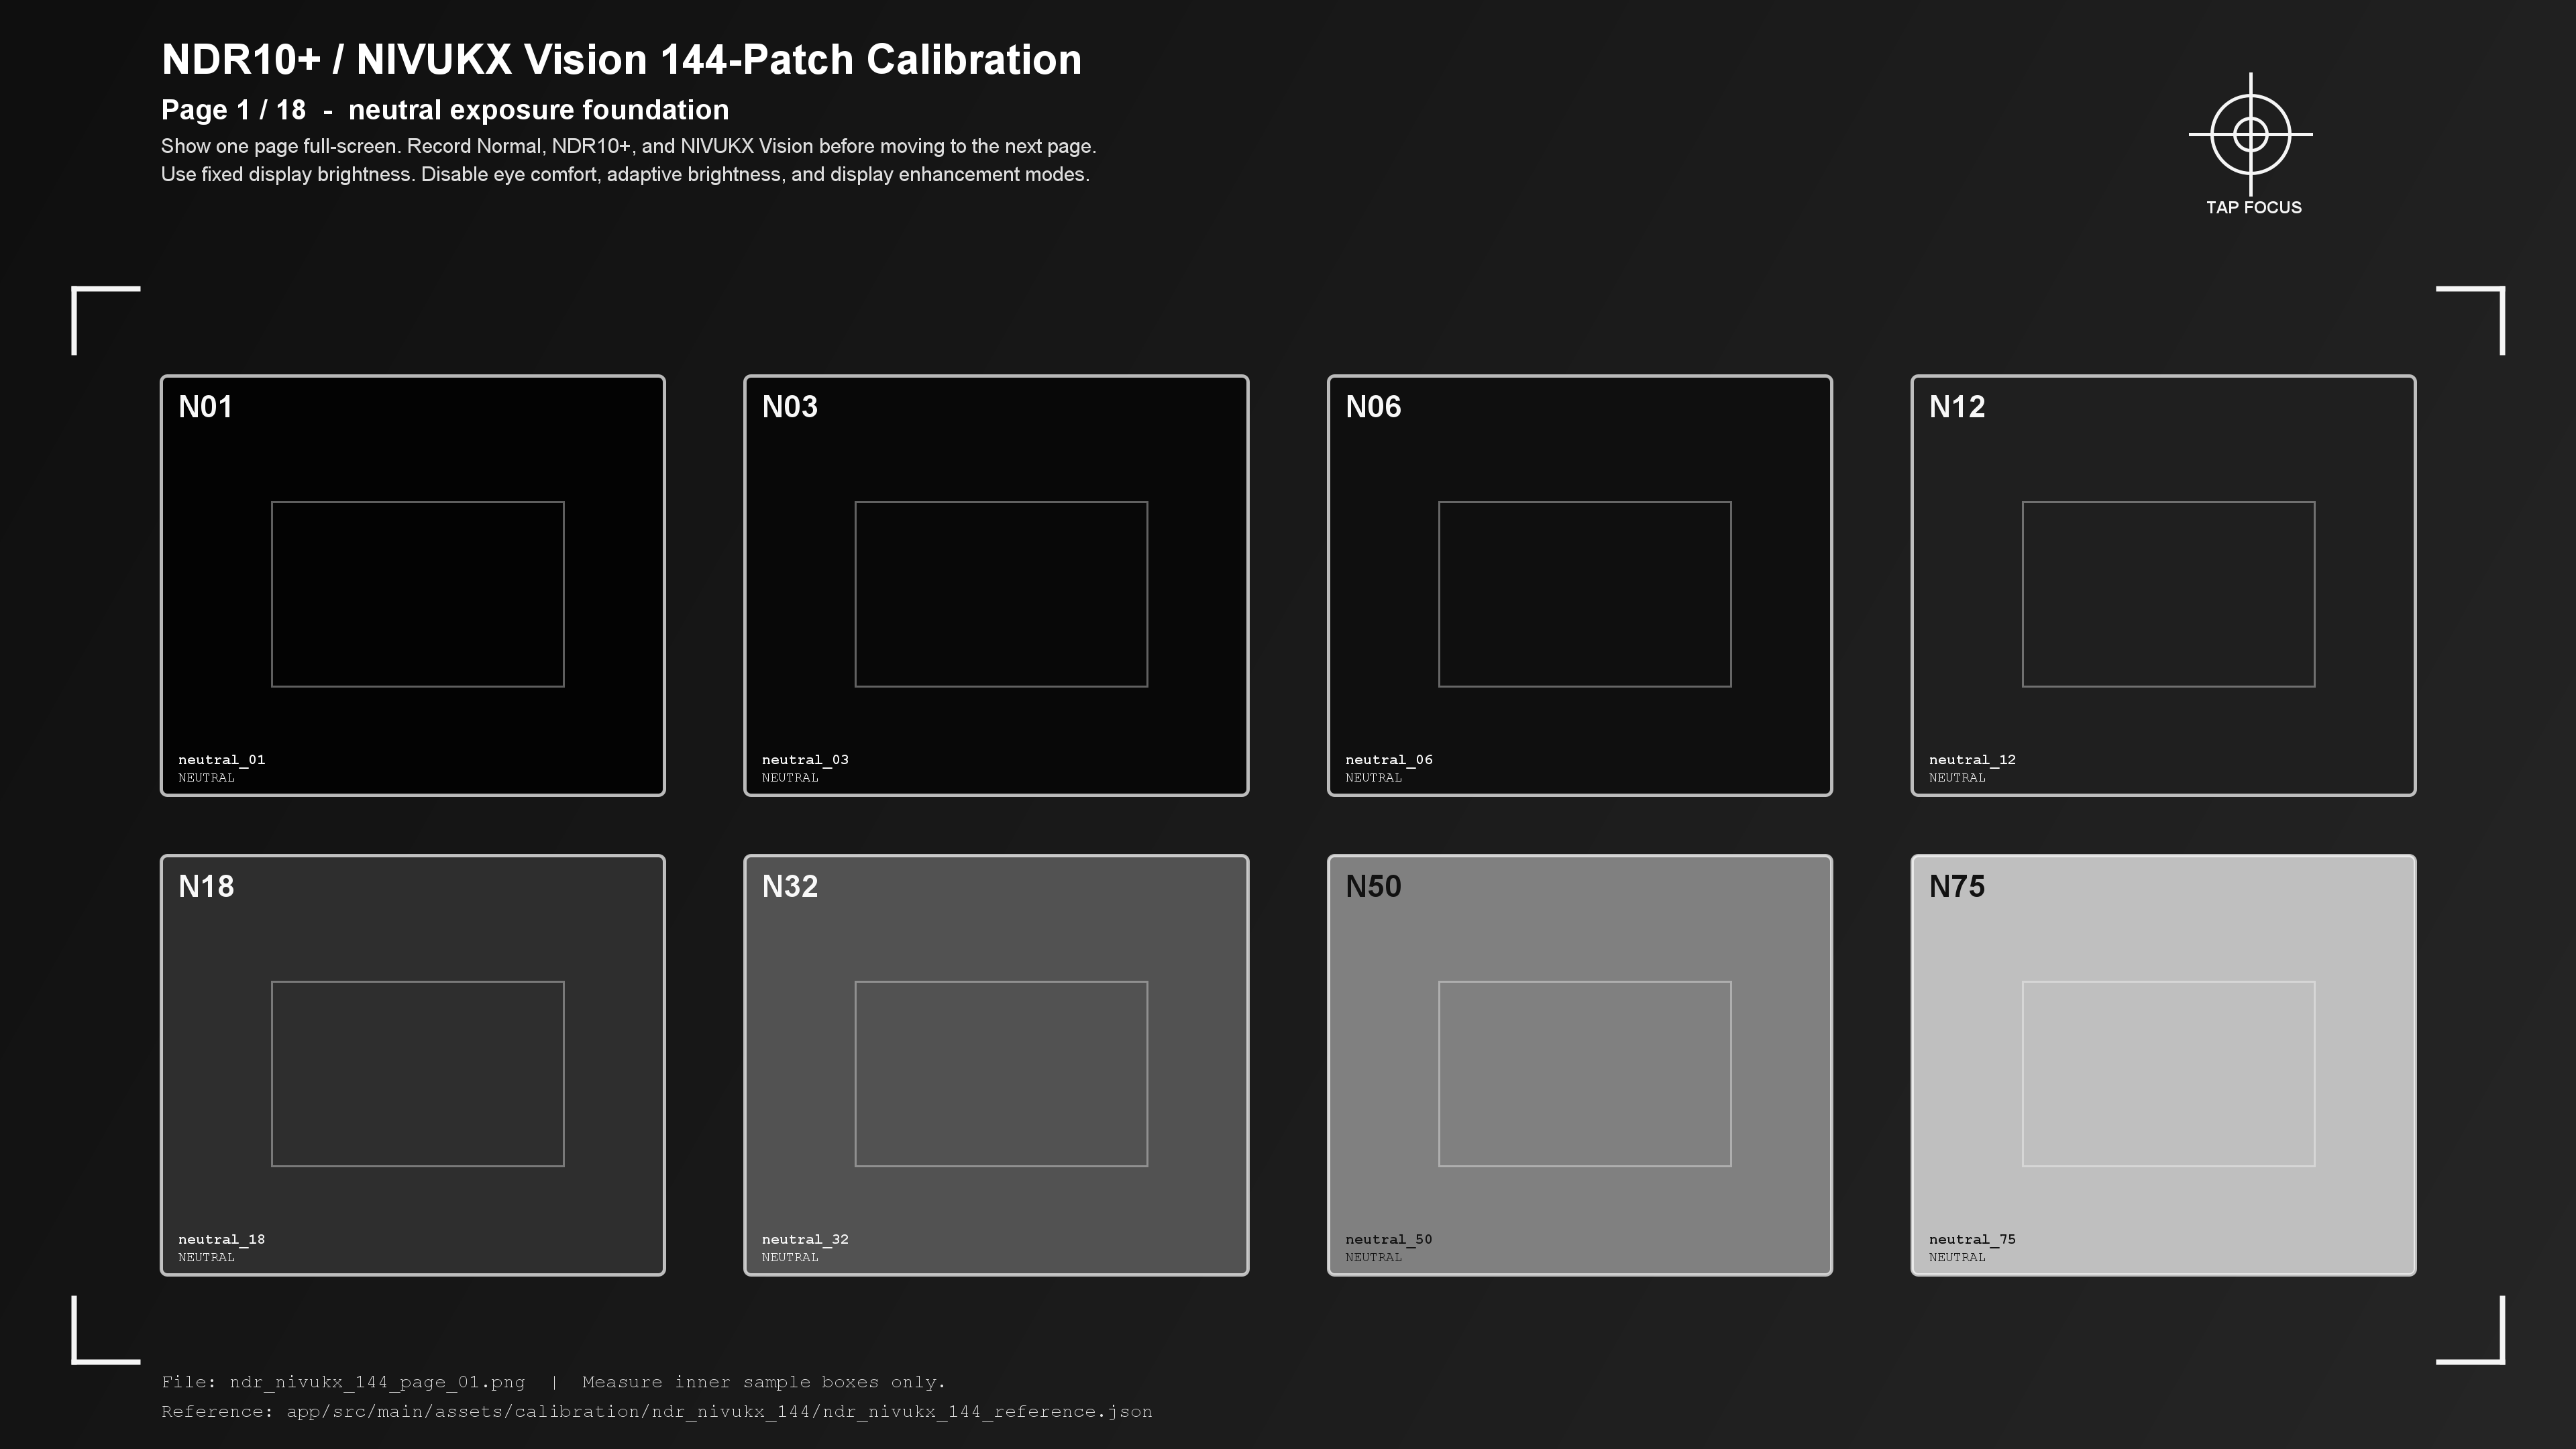 NDR10+ / NIVUKX Vision 144-Patch Calibration
Page 1 / 18 - neutral exposure foundation
Show one page full-screen. Record Normal, NDR10+, and NIVUKX Vision before moving to the next page.
Use fixed display brightness. Disable eye comfort, adaptive brightness, and display enhancement modes.
TAP FOCUS
N01
neutral_01
NEUTRAL
N03
neutral_03
NEUTRAL
N06
neutral_06
NEUTRAL
N12
neutral_12
NEUTRAL
N18
neutral_18
NEUTRAL
N32
neutral_32
NEUTRAL
N50
neutral_50
NEUTRAL
N75
neutral_75
NEUTRAL
File: ndr_nivukx_144_page_01.png | Measure inner sample boxes only.
Reference: app/src/main/assets/calibration/ndr_nivukx_144/ndr_nivukx_144_reference.json